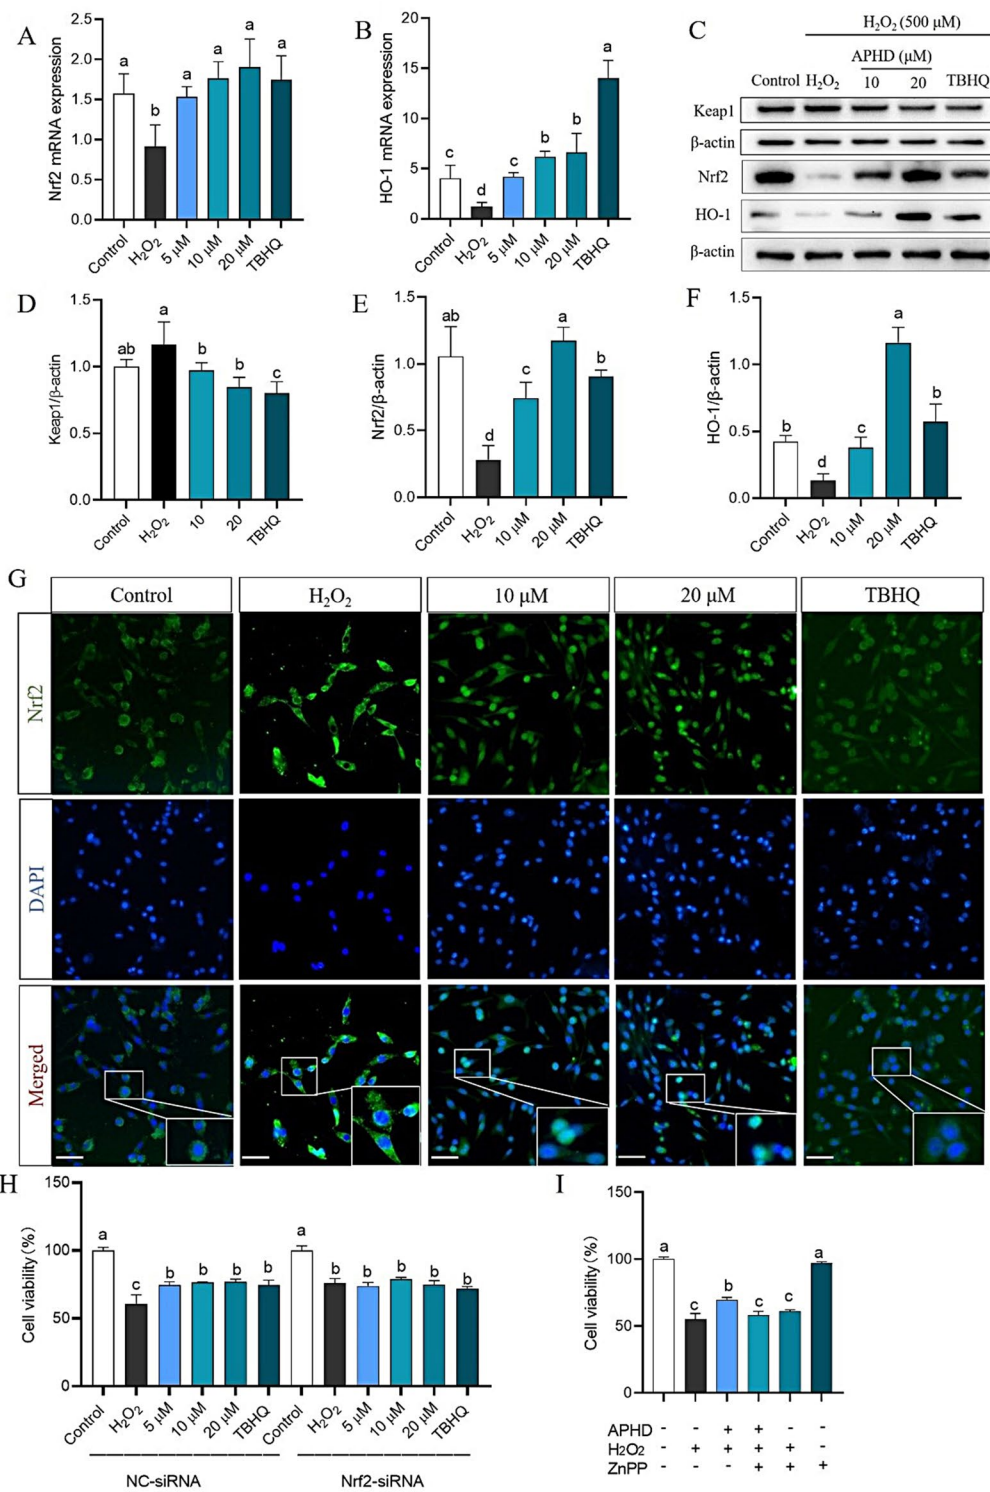 A
Nrf2 mRNA expression
2.5
2.0
1.5
1.0
0.5
0.0
a
b
a
a
a
a
Control
H₂O₂
5 μM
10 μM
20 μM
TBHQ
B
HO-1 mRNA expression
20
15
10
5
0
c
d
c
b
b
a
Control
H₂O₂
5 μM
10 μM
20 μM
TBHQ
C
H₂O₂ (500 μM)
APHD (μM)
Control H₂O₂ 10 20 TBHQ
Keap1
β-actin
Nrf2
HO-1
β-actin
D
Keap1/β-actin
1.5
1.0
0.5
0.0
ab
a
b
b
c
Control
H₂O₂
10
20
TBHQ
E
Nrf2/β-actin
1.5
1.0
0.5
0.0
ab
d
c
a
b
Control
H₂O₂
10 μM
20 μM
TBHQ
F
HO-1/β-actin
1.5
1.0
0.5
0.0
b
d
c
a
b
Control
H₂O₂
10 μM
20 μM
TBHQ
G
Control H₂O₂ 10 μM 20 μM TBHQ
Nrf2
DAPI
Merged
H
Cell viability (%)
150
100
50
0
a
c
b
b
b
b
a
b
b
b
b
b
Control
H₂O₂
5 μM
10 μM
20 μM
TBHQ
Control
H₂O₂
5 μM
10 μM
20 μM
TBHQ
NC-siRNA
Nrf2-siRNA
I
Cell viability (%)
150
100
50
0
a
c
b
c
c
a
APHD - - + + - -
H₂O₂ - + + + + -
ZnPP - - - + + +